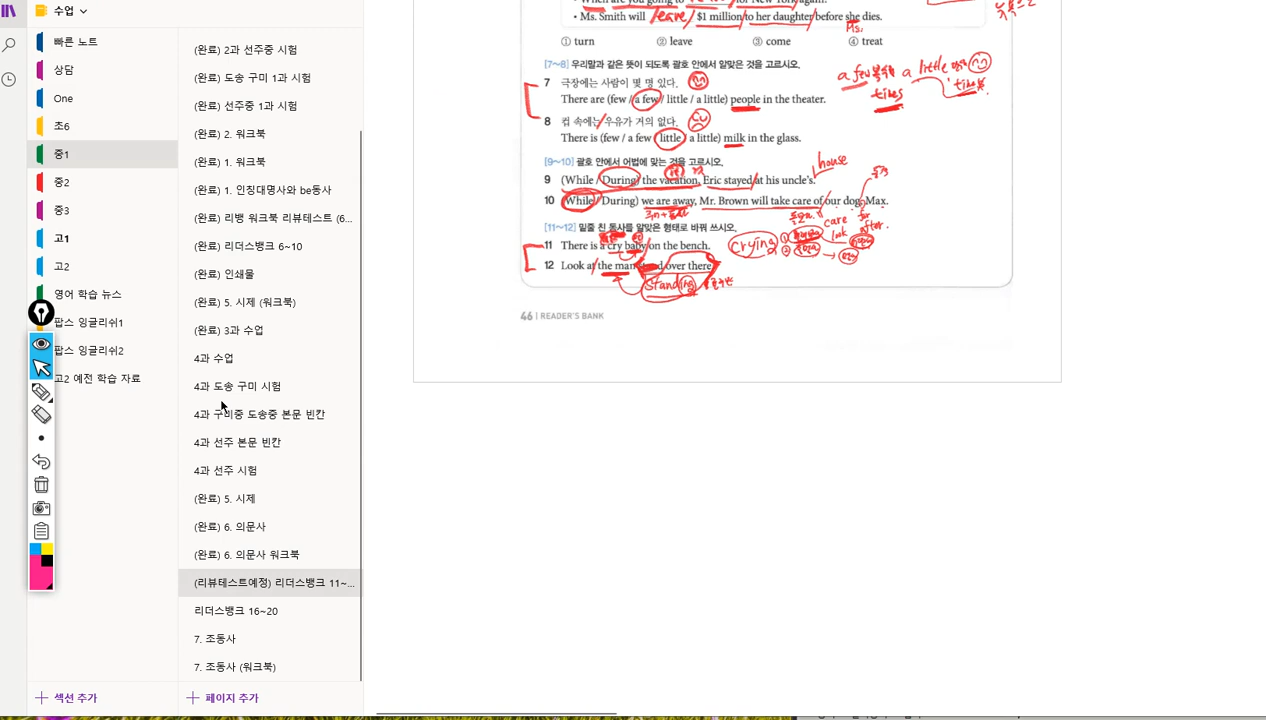 수업
빠른 노트
상담
One
초6
중1
중2
중3
고1
고2
영어 학습 뉴스
팝스 잉글리쉬1
팝스 잉글리쉬2
고2 예전 학습 자료
섹션 추가
(완료) 2과 선주중 시험
(완료) 도송 구미 1과 시험
(완료) 선주중 1과 시험
(완료) 2. 워크북
(완료) 1. 워크북
(완료) 1. 인칭대명사와 be동사
(완료) 리뱅 워크북 리뷰테스트 (6...
(완료) 리더스뱅크 6~10
(완료) 인쇄물
(완료) 5. 시제 (워크북)
(완료) 3과 수업
4과 수업
4과 도송 구미 시험
4과 구미중 도송중 본문 빈칸
4과 선주 본문 빈칸
4과 선주 시험
(완료) 5. 시제
(완료) 6. 의문사
(완료) 6. 의문사 워크북
(리뷰테스트예정) 리더스뱅크 11~...
리더스뱅크 16~20
7. 조동사
7. 조동사 (워크북)
페이지 추가
When are you going to for New York again?
• Ms. Smith will leave $1 million to her daughter before she dies.
Ms.
① turn ② leave ③ come ④ treat
[7~8] 우리말과 같은 뜻이 되도록 괄호 안에서 알맞은 것을 고르시오.
a few a little
times
7 극장에는 사람이 몇 명 있다.
There are (few / a few / little / a little) people in the theater.
8 컵 속에는 우유가 거의 없다.
There is (few / a few / little / a little) milk in the glass.
[9~10] 괄호 안에서 어법에 맞는 것을 고르시오.
house
9 (While / During) the vacation, Eric stayed at his uncle's.
10 (While / During) we are away, Mr. Brown will take care of our dog, Max.
care
look for
after
[11~12] 밑줄 친 동사를 알맞은 형태로 바꿔 쓰시오.
11 There is a cry baby on the bench.
crying ① ②
12 Look at the man stand over there.
standing
46 | READER'S BANK